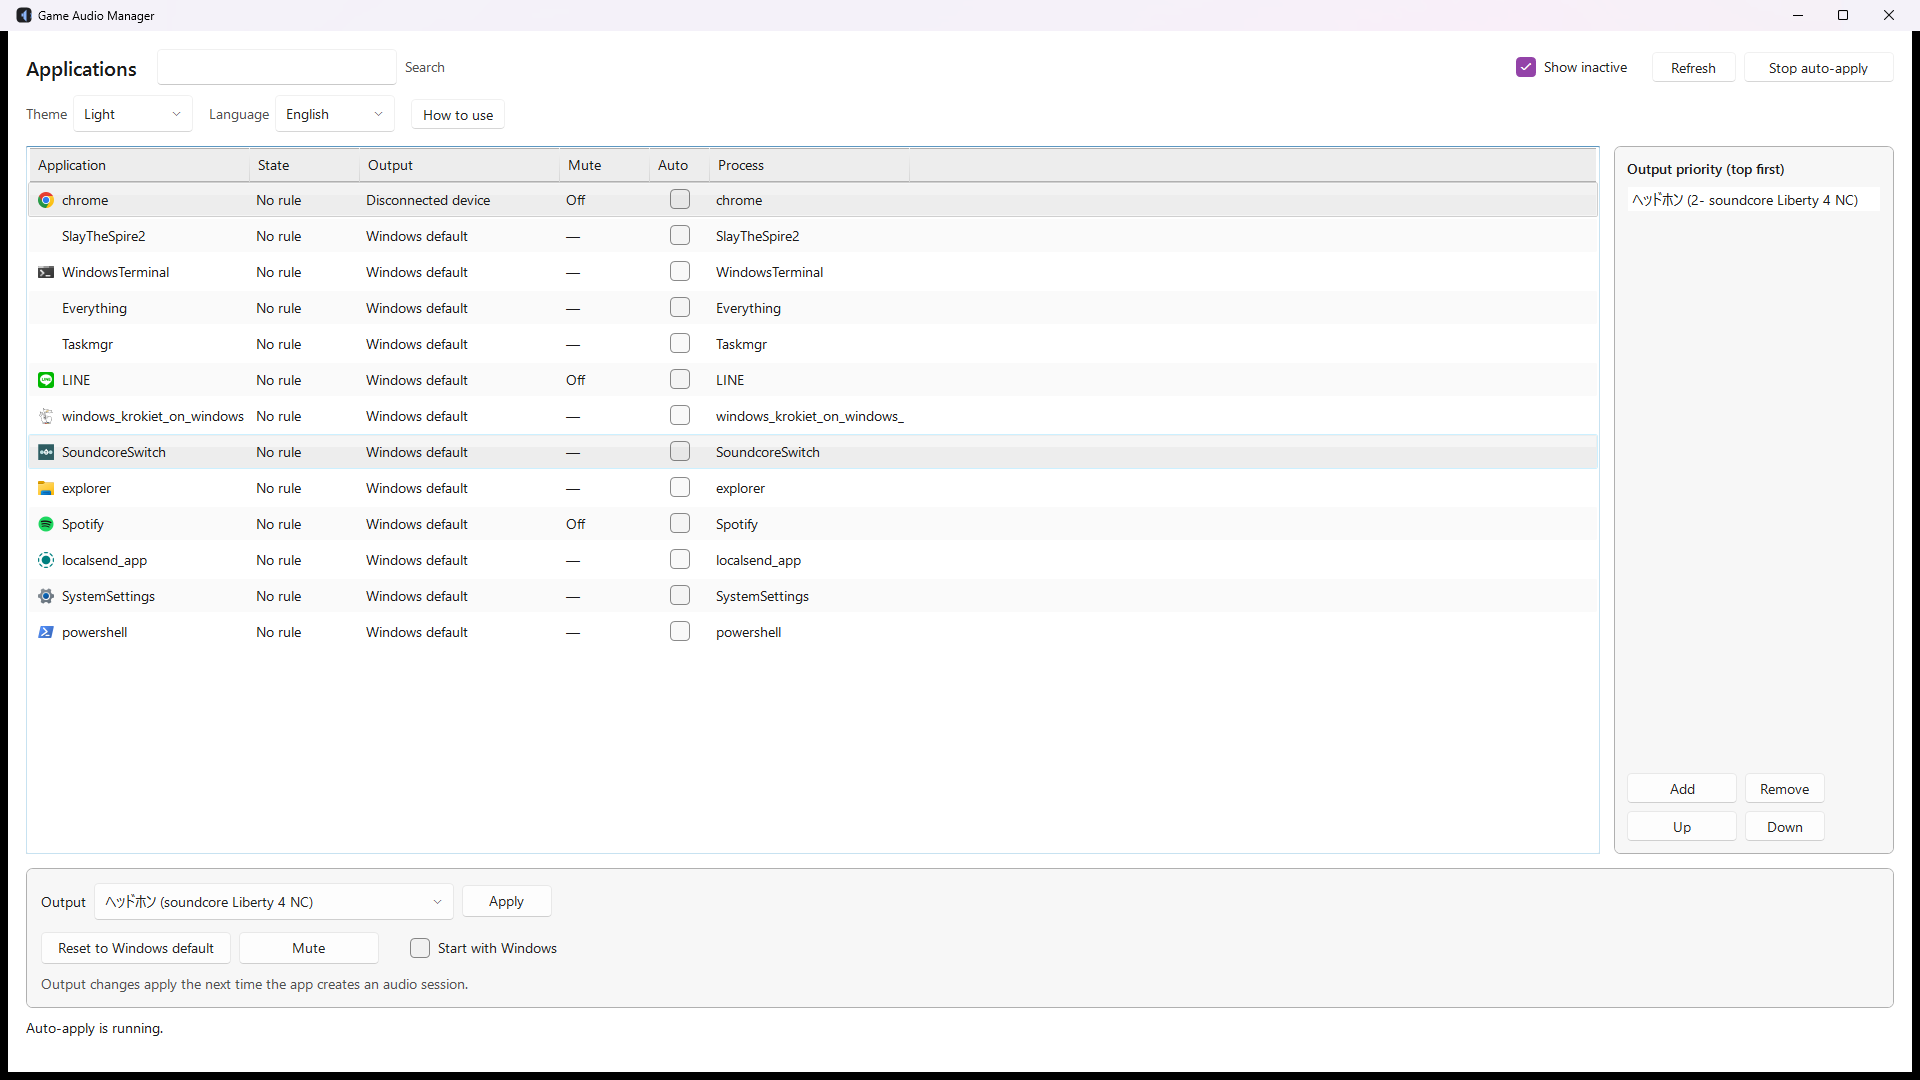 Game Audio Manager
Applications
Search
Show inactive
Refresh
Stop auto-apply
Theme
Light
Language
English
How to use
Application State Output Mute Auto Process
chrome No rule Disconnected device Off chrome
SlayTheSpire2 No rule Windows default — SlayTheSpire2
WindowsTerminal No rule Windows default — WindowsTerminal
Everything No rule Windows default — Everything
Taskmgr No rule Windows default — Taskmgr
LINE No rule Windows default Off LINE
windows_krokiet_on_windows No rule Windows default — windows_krokiet_on_windows_
SoundcoreSwitch No rule Windows default — SoundcoreSwitch
explorer No rule Windows default — explorer
Spotify No rule Windows default Off Spotify
localsend_app No rule Windows default — localsend_app
SystemSettings No rule Windows default — SystemSettings
powershell No rule Windows default — powershell
Output priority (top first)
ヘッドホン (2- soundcore Liberty 4 NC)
Add
Remove
Up
Down
Output
ヘッドホン (soundcore Liberty 4 NC)
Apply
Reset to Windows default
Mute
Start with Windows
Output changes apply the next time the app creates an audio session.
Auto-apply is running.